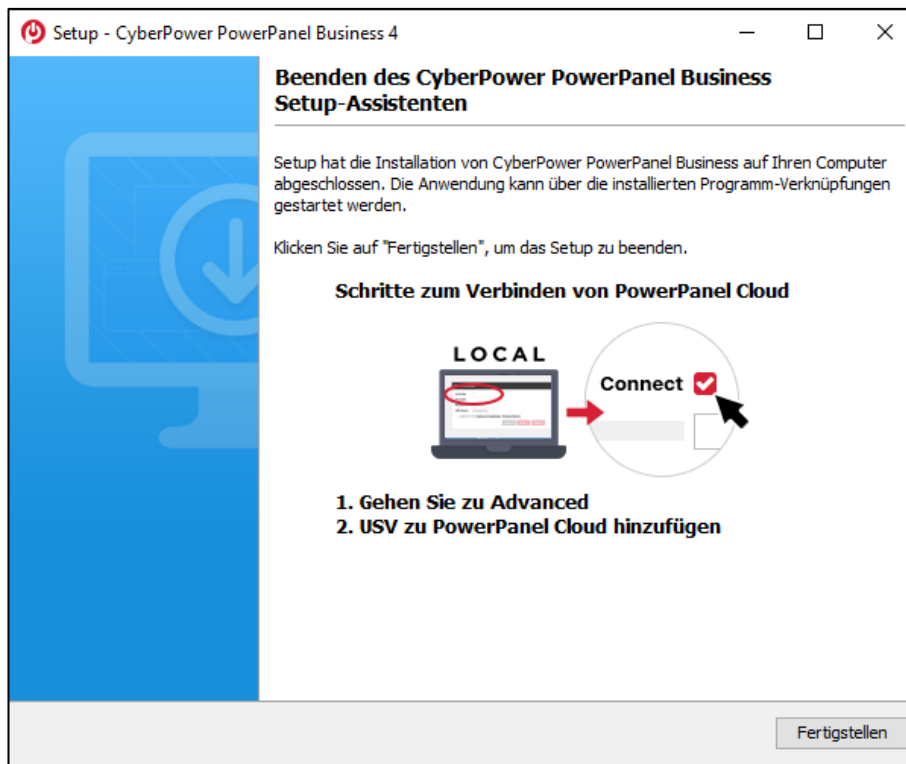 Setup - CyberPower PowerPanel Business 4
Beenden des CyberPower PowerPanel Business
Setup-Assistenten
Setup hat die Installation von CyberPower PowerPanel Business auf Ihren Computer
abgeschlossen. Die Anwendung kann über die installierten Programm-Verknüpfungen
gestartet werden.
Klicken Sie auf "Fertigstellen", um das Setup zu beenden.
Schritte zum Verbinden von PowerPanel Cloud
LOCAL
Connect
1. Gehen Sie zu Advanced
2. USV zu PowerPanel Cloud hinzufügen
Fertigstellen